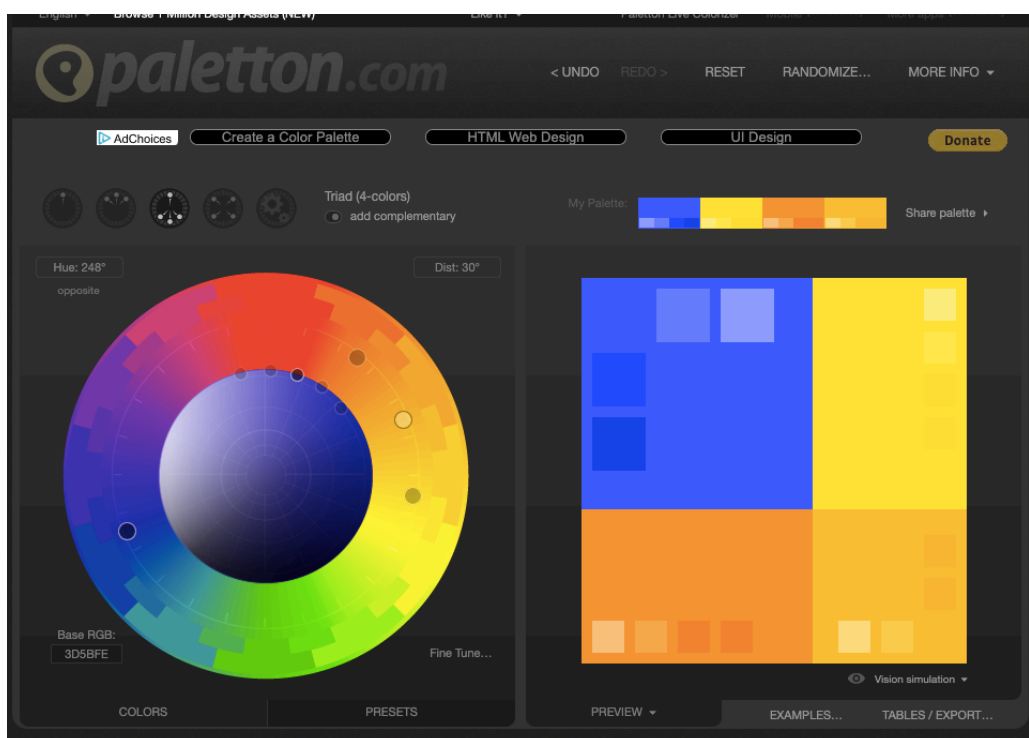 English
Browse 1 Million Design Assets (NEW)
Like it?
Paletton Live Colorizer
Mobile
More apps
paletton.com
< UNDO
REDO >
RESET
RANDOMIZE...
MORE INFO
AdChoices
Create a Color Palette
HTML Web Design
UI Design
Donate
Triad (4-colors)
add complementary
My Palette:
Share palette
Hue: 248°
Dist: 30°
opposite
Base RGB:
3D5BFE
Fine Tune...
Vision simulation
COLORS
PRESETS
PREVIEW
EXAMPLES...
TABLES / EXPORT...